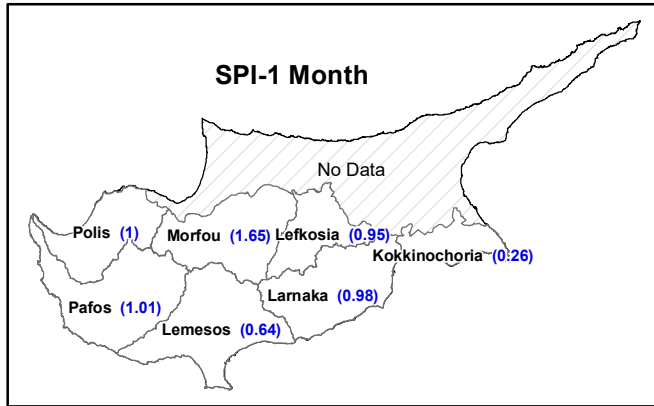 SPI-1 Month
No Data
Polis (1)
Morfou (1.65)
Lefkosia (0.95)
Kokkinochoria (0.26)
Pafos (1.01)
Larnaka (0.98)
Lemesos (0.64)